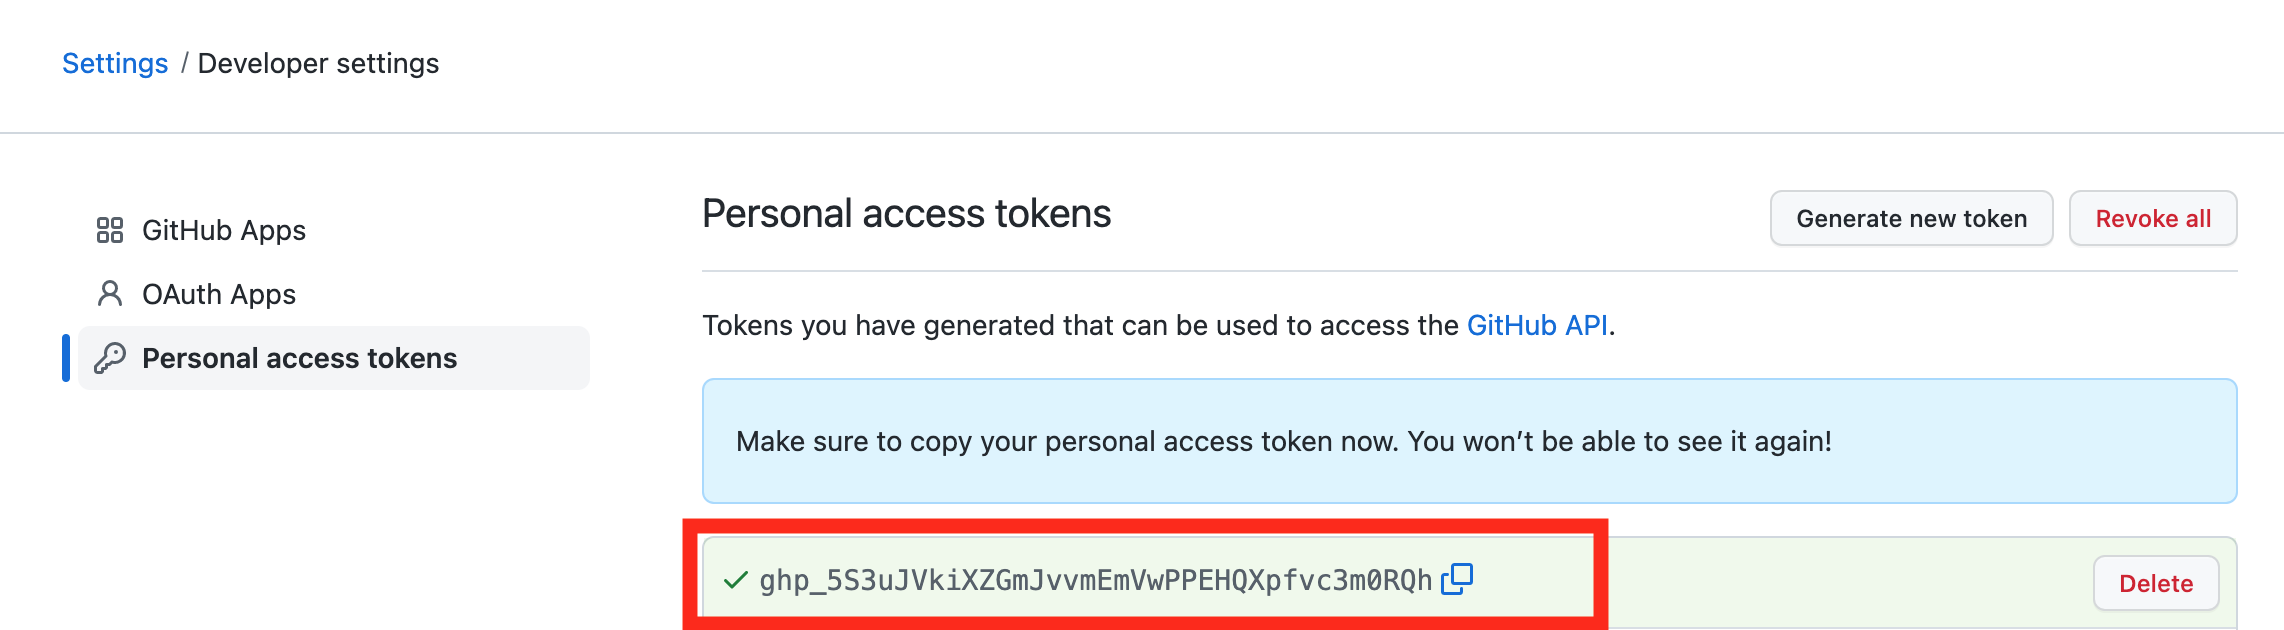 Settings / Developer settings
GitHub Apps
OAuth Apps
Personal access tokens
Personal access tokens
Generate new token
Revoke all
Tokens you have generated that can be used to access the GitHub API.
Make sure to copy your personal access token now. You won’t be able to see it again!
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
Delete